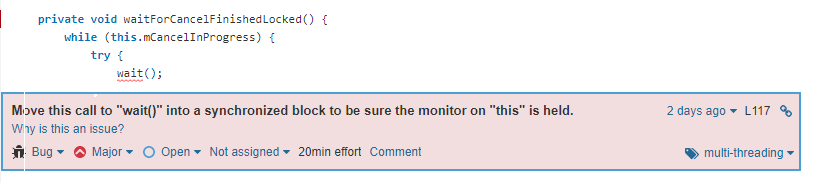 private void waitForCancelFinishedLocked() {
while (this.mCancelInProgress) {
try {
wait();
Move this call to "wait()" into a synchronized block to be sure the monitor on "this" is held. 2 days ago L117
Why is this an issue?
Bug Major Open Not assigned 20min effort Comment multi-threading